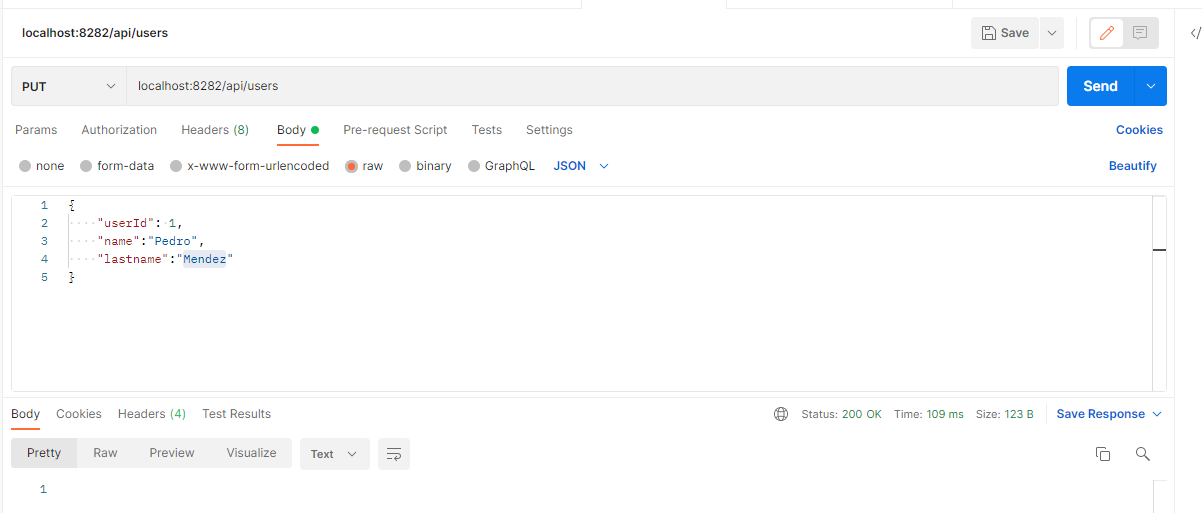 localhost:8282/api/users Save </
PUT localhost:8282/api/users Send
Params Authorization Headers (8) Body Pre-request Script Tests Settings Cookies
none form-data x-www-form-urlencoded raw binary GraphQL JSON Beautify
1 {
2 "userId": 1,
3 "name":"Pedro",
4 "lastname":"Mendez"
5 }
Body Cookies Headers (4) Test Results Status: 200 OK Time: 109 ms Size: 123 B Save Response
Pretty Raw Preview Visualize Text
1